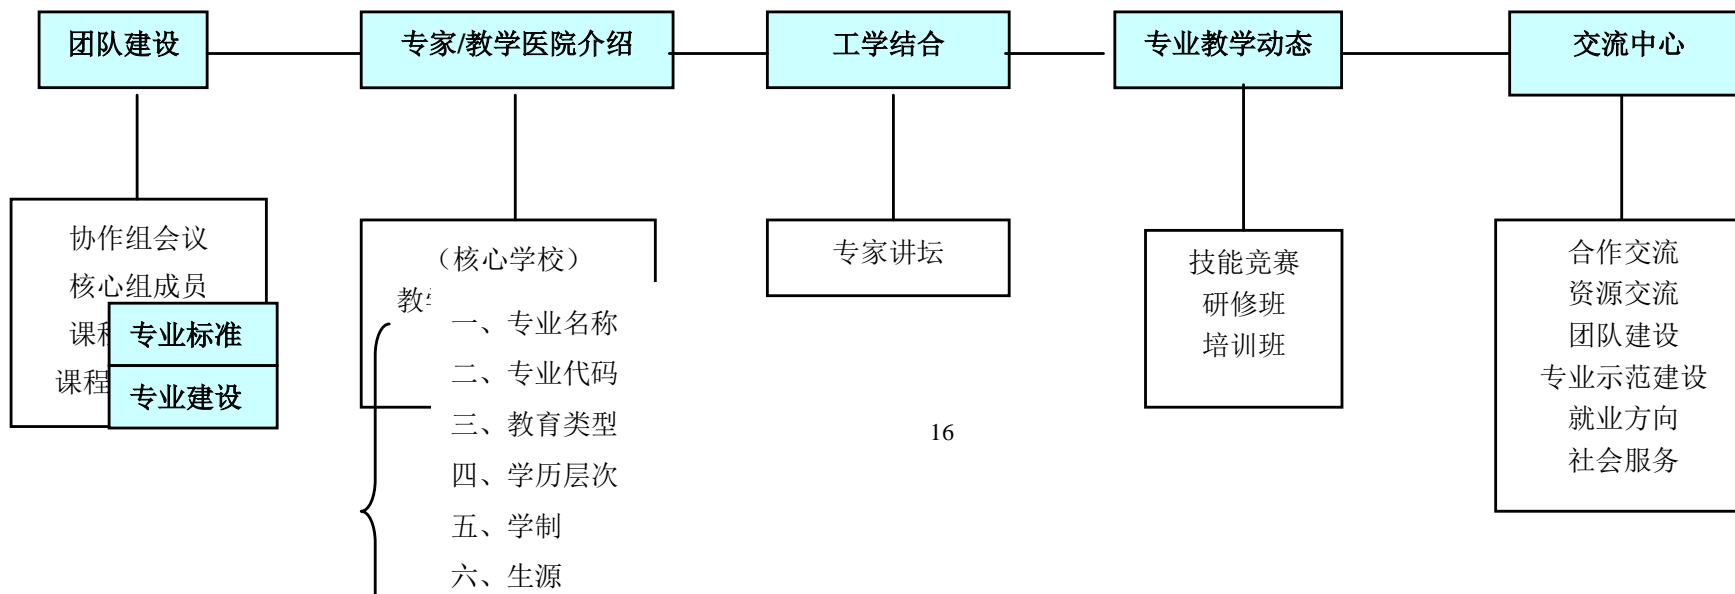 团队建设
专家/教学医院介绍
工学结合
专业教学动态
交流中心
协作组会议
核心组成员
课程
课程
专业标准
专业建设
（核心学校）
教
一、专业名称
二、专业代码
三、教育类型
四、学历层次
五、学制
六、生源
专家讲坛
技能竞赛
研修班
培训班
合作交流
资源交流
团队建设
专业示范建设
就业方向
社会服务
16